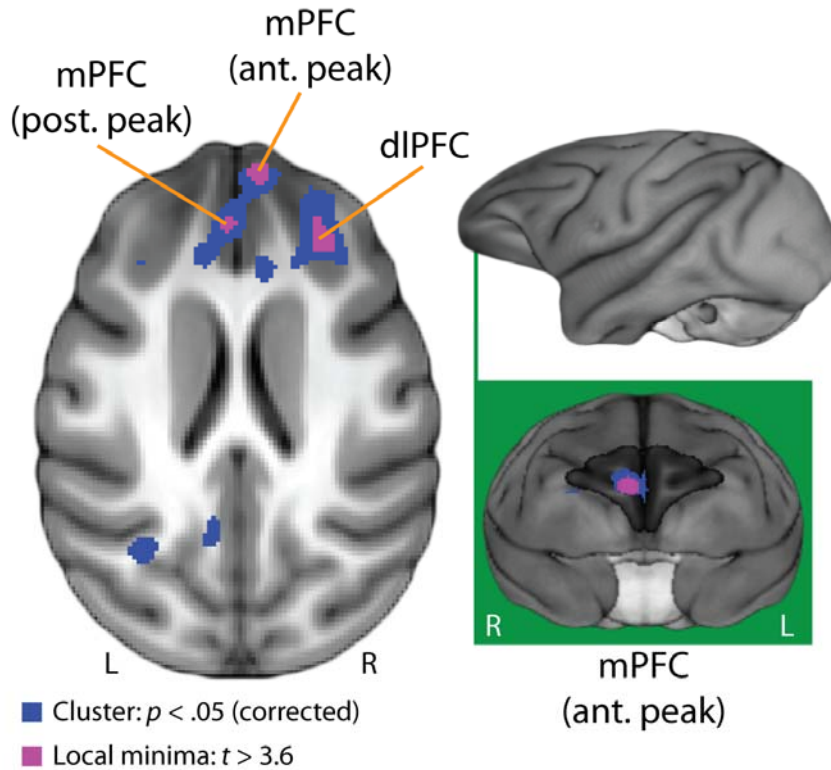 mPFC
(ant. peak)
mPFC
(post. peak)
dlPFC
L
R
R
L
mPFC
(ant. peak)
Cluster: p < .05 (corrected)
Local minima: t > 3.6